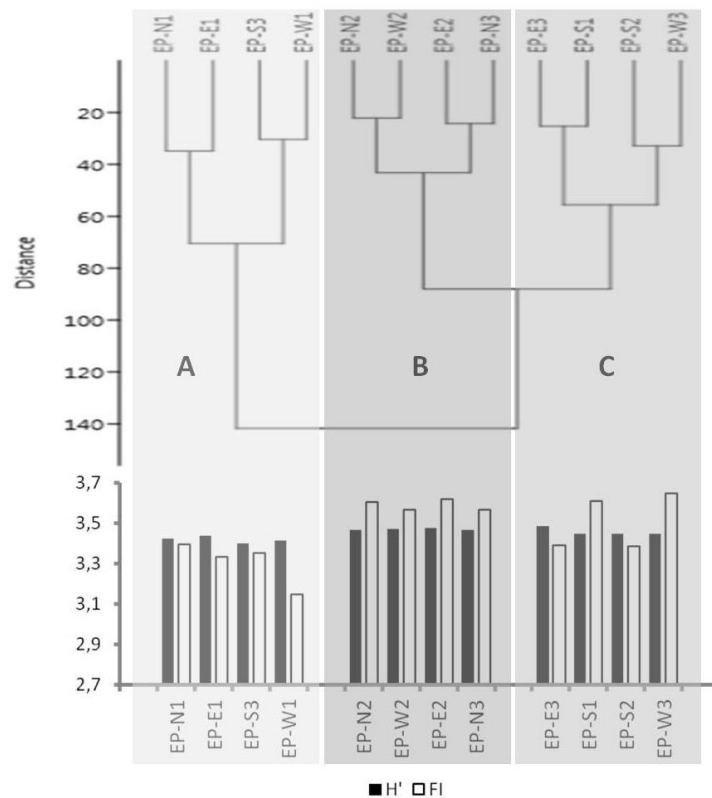 EP-N1 EP-E1 EP-S3 EP-W1 EP-N2 EP-W2 EP-E2 EP-N3 EP-E3 EP-S1 EP-S2 EP-W3
Distance
20
40
60
80
100
120
140
A B C
3,7
3,5
3,3
3,1
2,9
2,7
EP-N1 EP-E1 EP-S3 EP-W1 EP-N2 EP-W2 EP-E2 EP-N3 EP-E3 EP-S1 EP-S2 EP-W3
H' FI